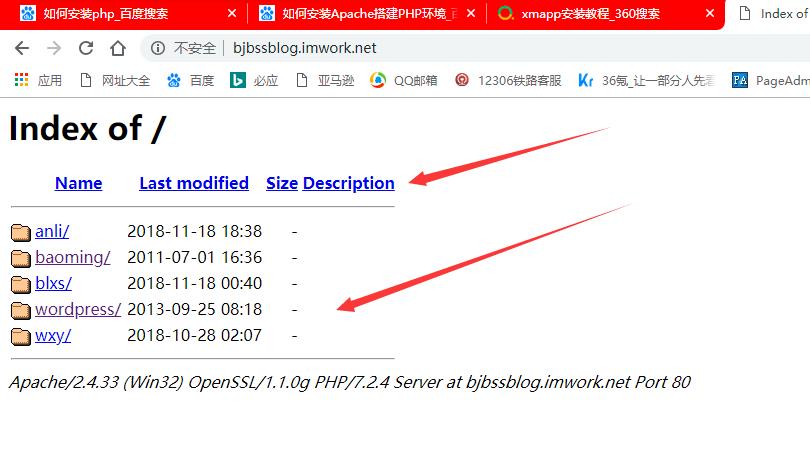 如何安装php_百度搜索 如何安装Apache搭建PHP环境_百 xmapp安装教程_360搜索 Index of
不安全 bjbssblog.imwork.net
应用 网址大全 百度 必应 亚马逊 QQ邮箱 12306铁路客服 36氪_让一部分人先看 PageAdm
Index of /
Name Last modified Size Description
anli/ 2018-11-18 18:38 -
baoming/ 2011-07-01 16:36 -
blxs/ 2018-11-18 00:40 -
wordpress/ 2013-09-25 08:18 -
wxy/ 2018-10-28 02:07 -
Apache/2.4.33 (Win32) OpenSSL/1.1.0g PHP/7.2.4 Server at bjbssblog.imwork.net Port 80